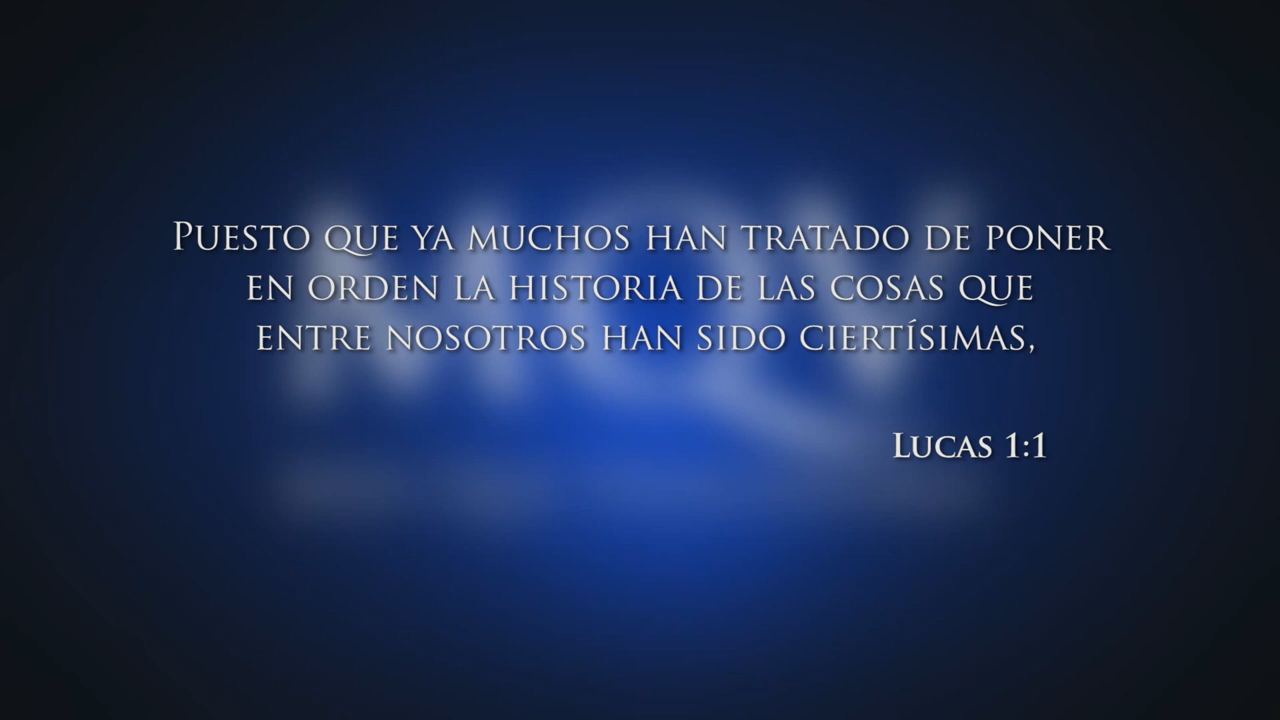 Puesto que ya muchos han tratado de poner
en orden la historia de las cosas que
entre nosotros han sido ciertísimas,
Lucas 1:1